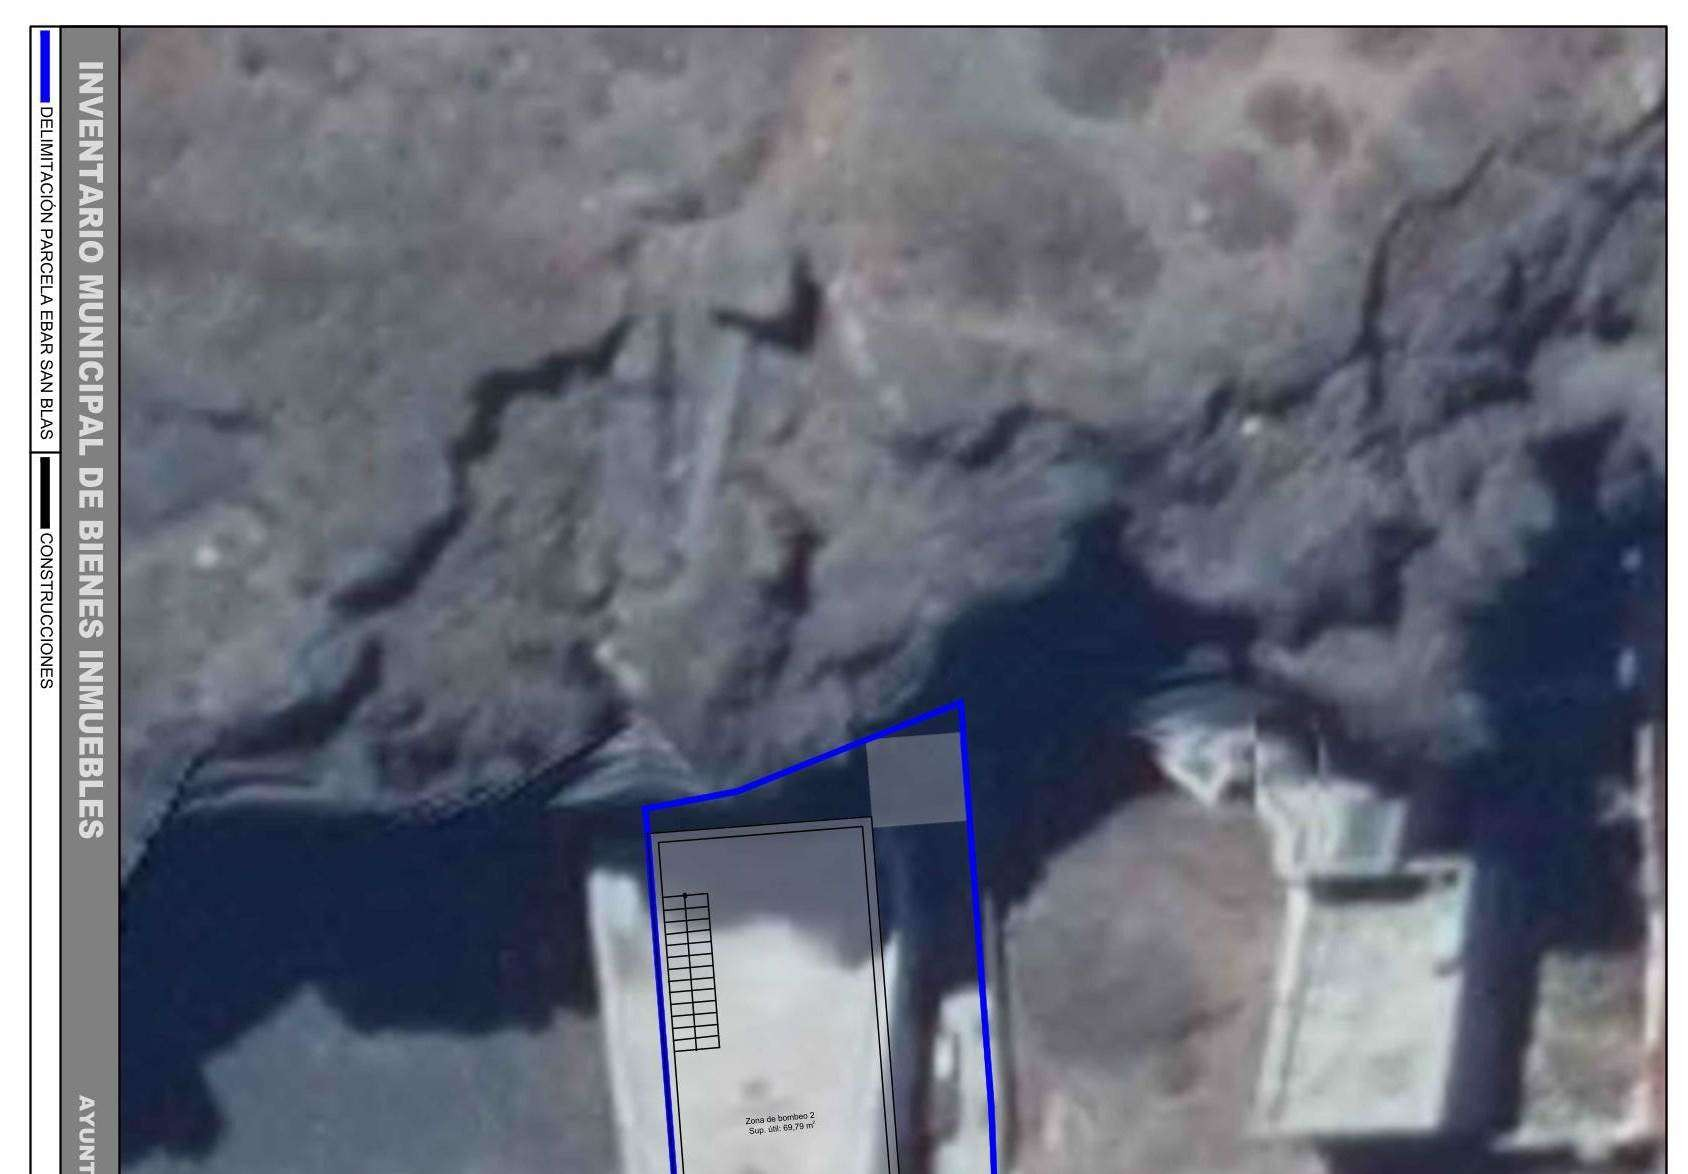 DELIMITACIÓN PARCELA EBAR SAN BLAS
CONSTRUCCIONES
INVENTARIO MUNICIPAL DE BIENES INMUEBLES
AYUNT
Zona de bombeo 2
Sup. útil: 69,79 m²